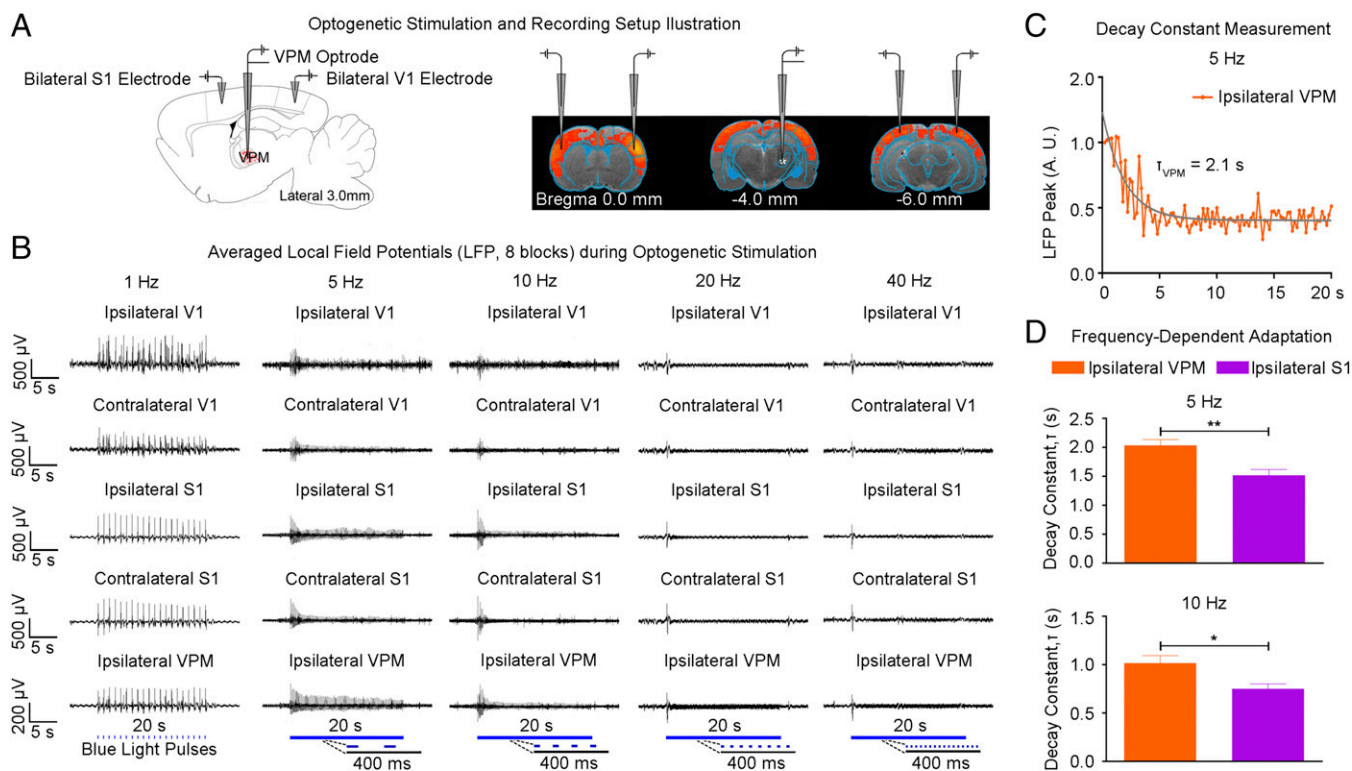 A
Optogenetic Stimulation and Recording Setup Illustration
VPM Optrode
Bilateral S1 Electrode
Bilateral V1 Electrode
VPM
Lateral 3.0mm
*
Bregma 0.0 mm
-4.0 mm
-6.0 mm
B
Averaged Local Field Potentials (LFP, 8 blocks) during Optogenetic Stimulation
1 Hz 5 Hz 10 Hz 20 Hz 40 Hz
Ipsilateral V1 Ipsilateral V1 Ipsilateral V1 Ipsilateral V1 Ipsilateral V1
500 µV
5 s
Contralateral V1 Contralateral V1 Contralateral V1 Contralateral V1 Contralateral V1
500 µV
5 s
Ipsilateral S1 Ipsilateral S1 Ipsilateral S1 Ipsilateral S1 Ipsilateral S1
500 µV
5 s
Contralateral S1 Contralateral S1 Contralateral S1 Contralateral S1 Contralateral S1
500 µV
5 s
Ipsilateral VPM Ipsilateral VPM Ipsilateral VPM Ipsilateral VPM Ipsilateral VPM
200 µV
5 s
20 s 20 s 20 s 20 s 20 s
Blue Light Pulses
400 ms 400 ms 400 ms 400 ms
C
Decay Constant Measurement
5 Hz
Ipsilateral VPM
τVPM = 2.1 s
LFP Peak (A. U.)
2.0
1.0
0.5
0.0
0 5 10 15 20 s
D
Frequency-Dependent Adaptation
Ipsilateral VPM Ipsilateral S1
5 Hz
**
Decay Constant,τ (s)
2.5
2.0
1.5
1.0
0.5
0.0
10 Hz
*
Decay Constant,τ (s)
1.5
1.0
0.5
0.0